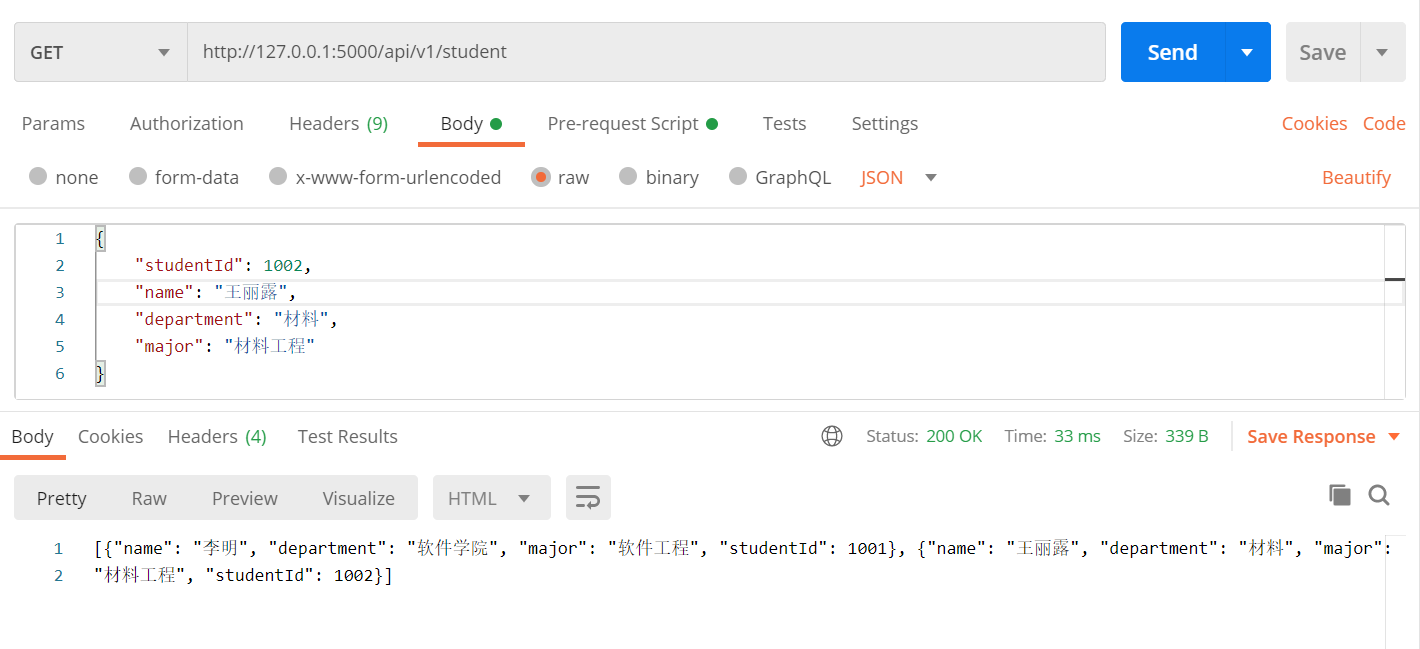 GET http://127.0.0.1:5000/api/v1/student Send Save
Params Authorization Headers (9) Body Pre-request Script Tests Settings Cookies Code
none form-data x-www-form-urlencoded raw binary GraphQL JSON Beautify
1 {
2 "studentId": 1002,
3 "name": "王丽露",
4 "department": "材料",
5 "major": "材料工程"
6 }
Body Cookies Headers (4) Test Results Status: 200 OK Time: 33 ms Size: 339 B Save Response
Pretty Raw Preview Visualize HTML
1 [{"name": "李明", "department": "软件学院", "major": "软件工程", "studentId": 1001}, {"name": "王丽露", "department": "材料", "major":
2 "材料工程", "studentId": 1002}]